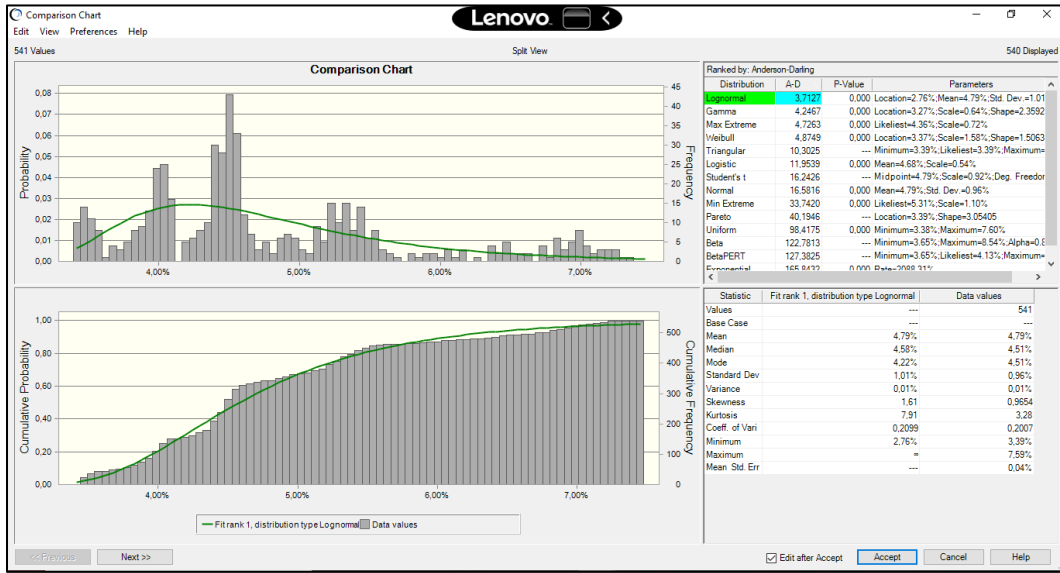 Comparison Chart
Lenovo.
Edit View Preferences Help
541 Values Split View 540 Displayed
Comparison Chart
Probability
0,08
0,07
0,06
0,05
0,04
0,03
0,02
0,01
0,00
45
40
35
30
25
20
15
10
5
0
Frequency
4,00% 5,00% 6,00% 7,00%
Cumulative Probability
1,00
0,80
0,60
0,40
0,20
0,00
500
400
300
200
100
0
Cumulative Frequency
4,00% 5,00% 6,00% 7,00%
Fit rank 1, distribution type Lognormal Data values
Ranked by: Anderson-Darling
Distribution A-D P-Value Parameters
Lognormal 3,7127 0,000 Location=2.76%;Mean=4.79%;Std. Dev.=1.01
Gamma 4,2467 0,000 Location=3.27%;Scale=0.64%;Shape=2.3592
Max Extreme 4,7263 0,000 Likeliest=4.36%;Scale=0.72%
Weibull 4,8749 0,000 Location=3.37%;Scale=1.58%;Shape=1.5063
Triangular 10,3025 --- Minimum=3.39%;Likeliest=3.39%;Maximum=
Logistic 11,9539 0,000 Mean=4.68%;Scale=0.54%
Student's t 16,2426 --- Midpoint=4.79%;Scale=0.92%;Deg. Freedor
Normal 16,5816 0,000 Mean=4.79%;Std. Dev.=0.96%
Min Extreme 33,7420 0,000 Likeliest=5.31%;Scale=1.10%
Pareto 40,1946 --- Location=3.39%;Shape=3.05405
Uniform 98,4175 0,000 Minimum=3.38%;Maximum=7.60%
Beta 122,7813 --- Minimum=3.65%;Maximum=8.54%;Alpha=0.8
BetaPERT 127,3825 --- Minimum=3.65%;Likeliest=4.13%;Maximum=
Exponential 165,8432 0,000 Rate=2088.31%
Statistic Fit rank 1, distribution type Lognormal Data values
Values --- 541
Base Case --- ---
Mean 4,79% 4,79%
Median 4,58% 4,51%
Mode 4,22% 4,51%
Standard Dev 1,01% 0,96%
Variance 0,01% 0,01%
Skewness 1,61 0,9654
Kurtosis 7,91 3,28
Coeff. of Vari 0,2099 0,2007
Minimum 2,76% 3,39%
Maximum 7,59%
Mean Std. Err --- 0,04%
<< Previous Next >> Edit after Accept Accept Cancel Help